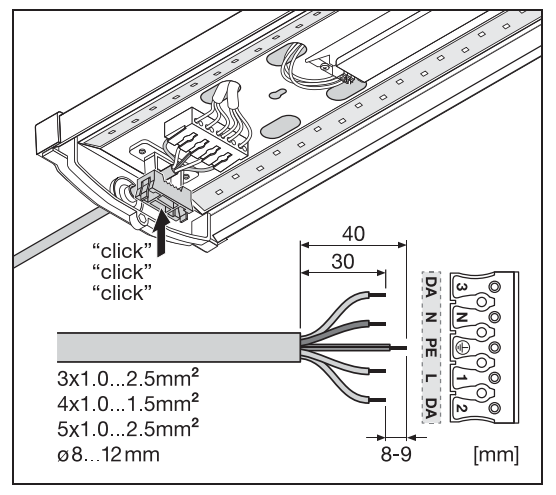 "click"
"click"
"click"
40
30
DA N PE L DA
3 N 1 2
3x1.0...2.5mm²
4x1.0...1.5mm²
5x1.0...2.5mm²
ø8...12mm
8-9
[mm]